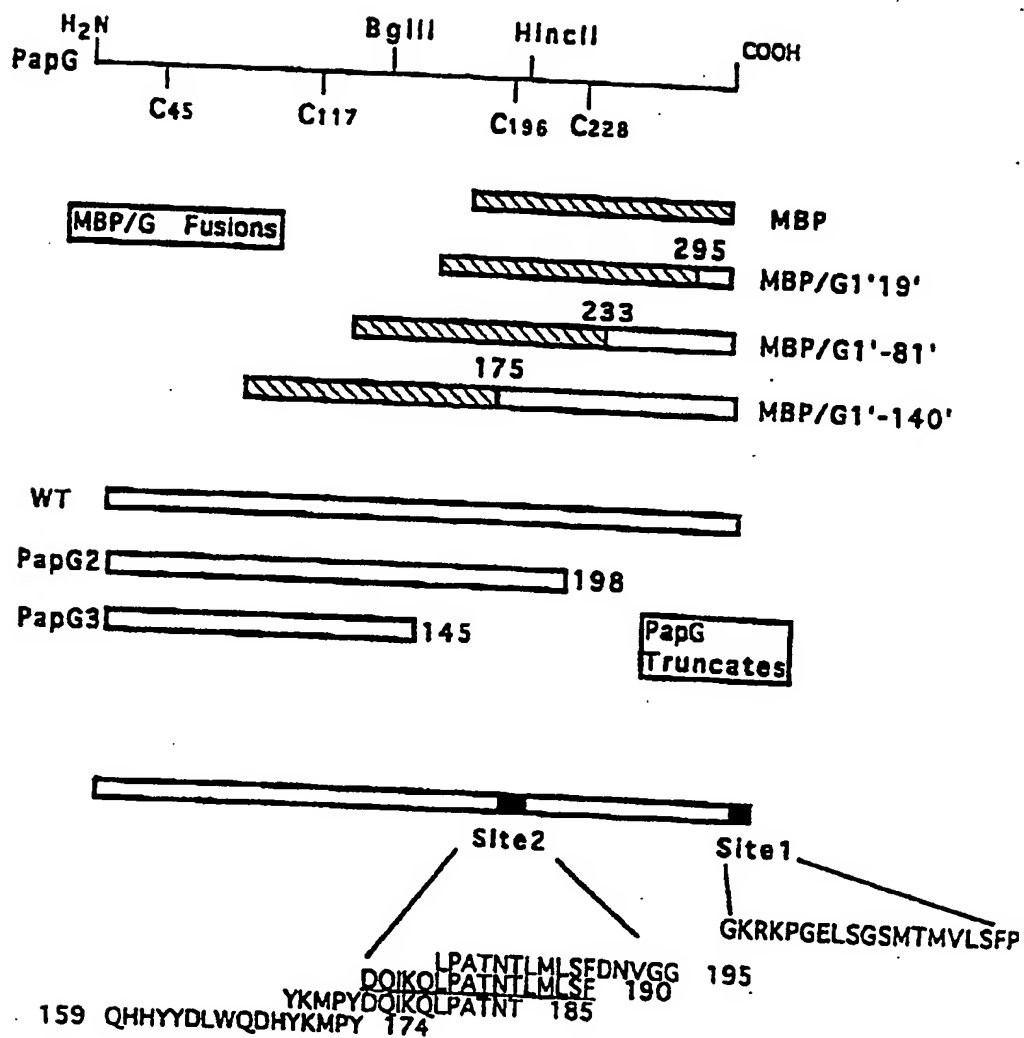 H2N
PapG
BglII
HincII
COOH
C45
C117
C196
C228
MBP/G Fusions
MBP
295
MBP/G1'19'
233
MBP/G1'-81'
175
MBP/G1'-140'
WT
PapG2
198
PapG3
145
PapG
Truncates
Site2
Site1
GKRKPGELSGSMTMVLSFP
LPATNTLMLSFDNVGG 195
DQIKQLPATNTLMLSF 190
YKMPYDQIKQLPATNT 185
159 QHHYYDLWQDHYKMPY 174